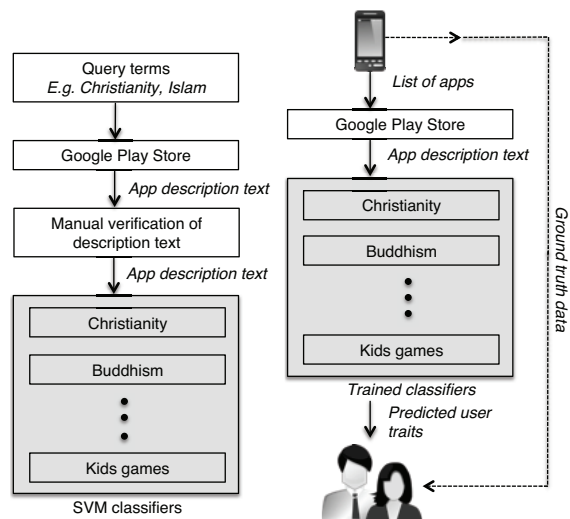 Query terms
E.g. Christianity, Islam
Google Play Store
App description text
Manual verification of
description text
App description text
Christianity
Buddhism
Kids games
SVM classifiers
List of apps
Google Play Store
App description text
Christianity
Buddhism
Kids games
Trained classifiers
Predicted user
traits
Ground truth data